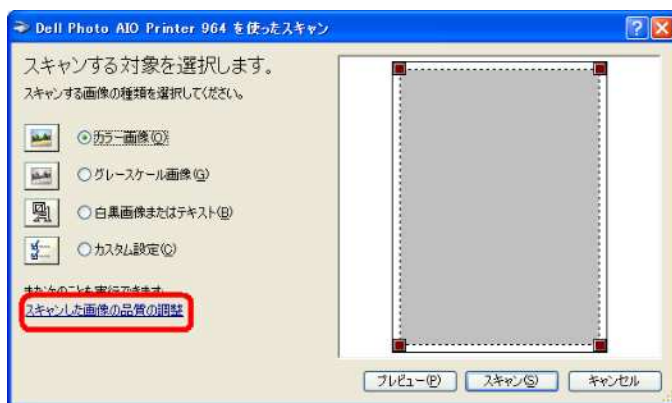 Dell Photo AIO Printer 964 を使ったスキャン
スキャンする対象を選択します。
スキャンする画像の種類を選択してください。
カラー画像(O)
グレースケール画像(G)
白黒画像またはテキスト(B)
カスタム設定(C)
また次のことも実行できます:
スキャンした画像の品質の調整
プレビュー(P) スキャン(S) キャンセル